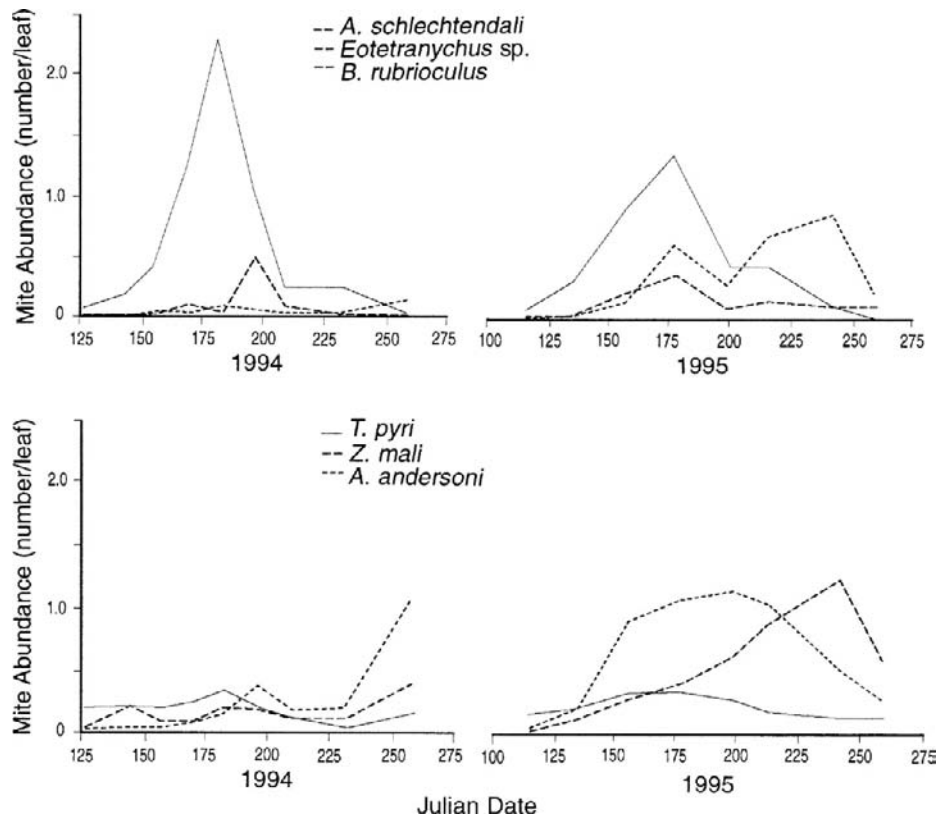 Mite Abundance (number/leaf)
2.0
1.0
0
A. schlechtendali
Eotetranychus sp.
B. rubrioculus
125 150 175 200 225 250 275
1994
100 125 150 175 200 225 250 275
1995
Mite Abundance (number/leaf)
2.0
1.0
0
T. pyri
Z. mali
A. andersoni
125 150 175 200 225 250 275
1994
100 125 150 175 200 225 250 275
1995
Julian Date